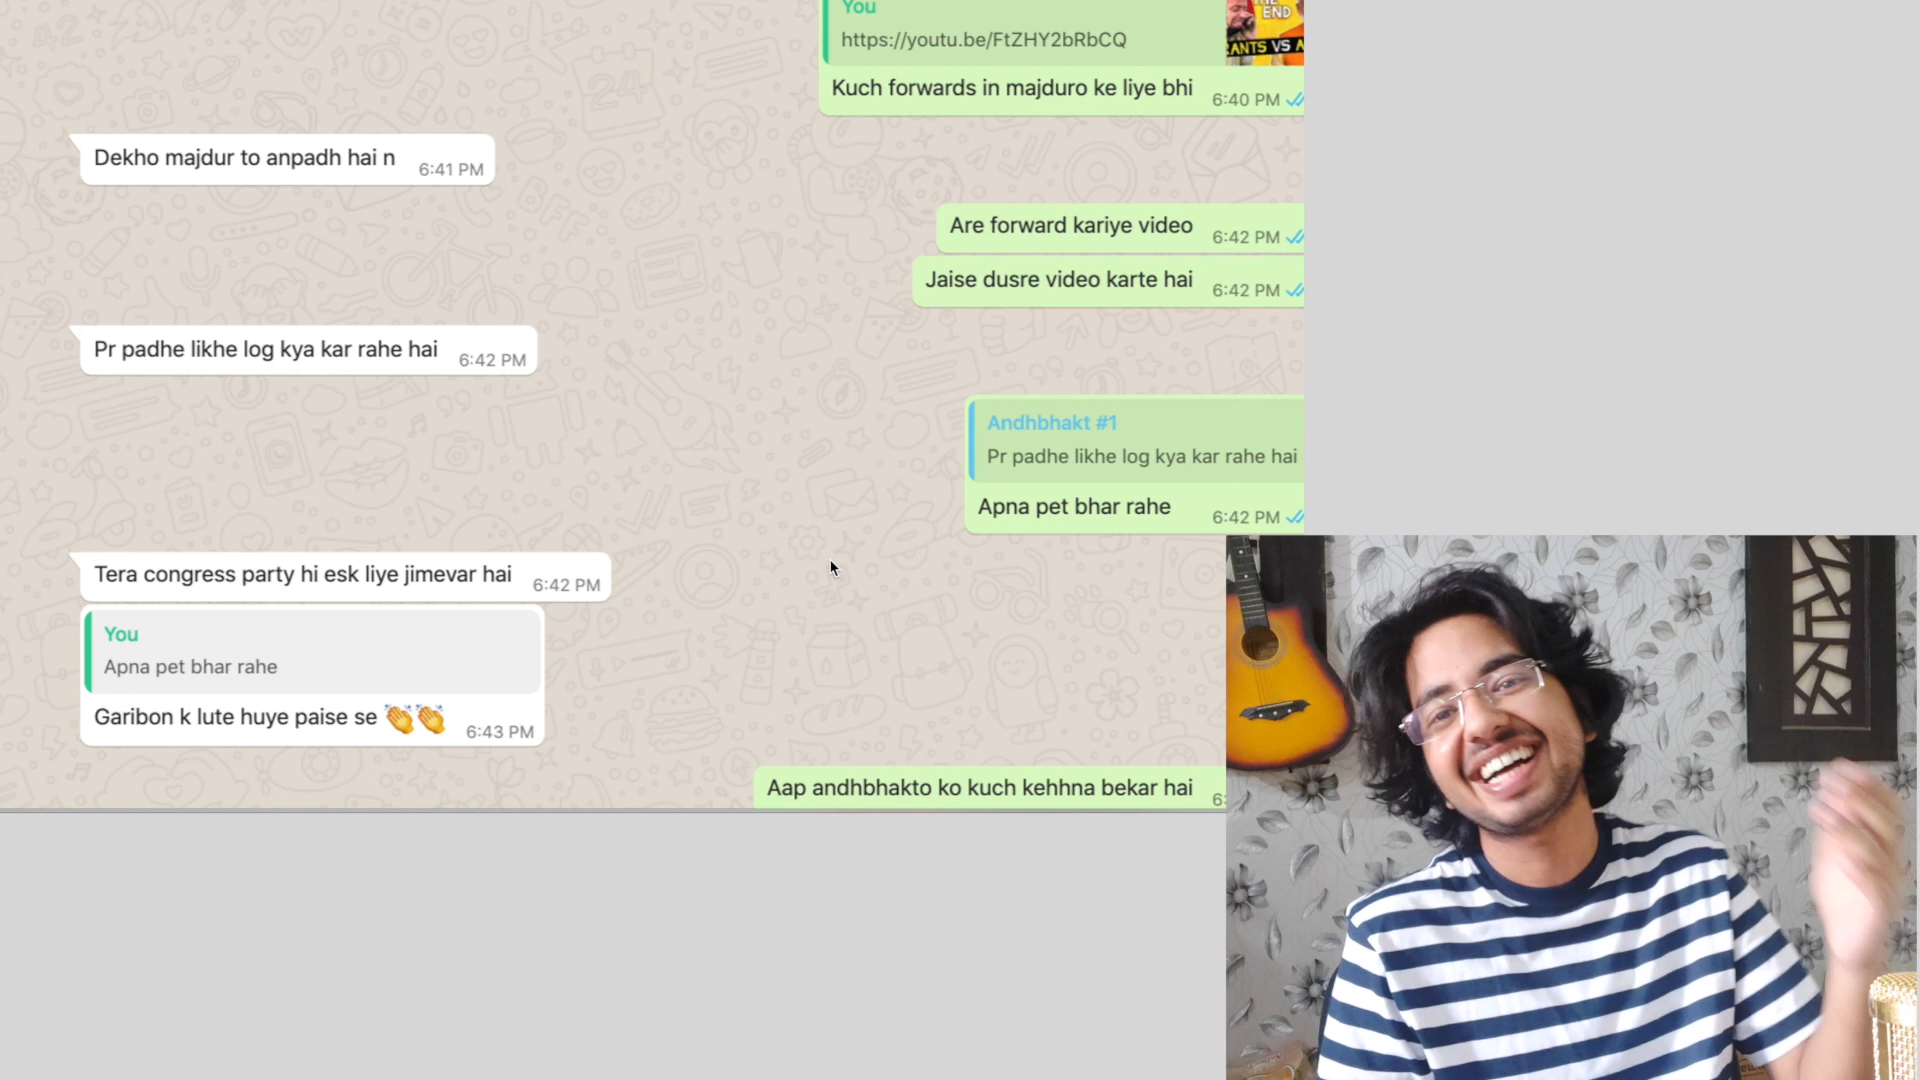 You
https://youtu.be/FtZHY2bRbCQ
END
RANTS VS A
Kuch forwards in majduro ke liye bhi
6:40 PM
Dekho majdur to anpadh hai n
6:41 PM
Are forward kariye video
6:42 PM
Jaise dusre video karte hai
6:42 PM
Pr padhe likhe log kya kar rahe hai
6:42 PM
Andhbhakt #1
Pr padhe likhe log kya kar rahe hai
Apna pet bhar rahe
6:42 PM
Tera congress party hi esk liye jimevar hai
6:42 PM
You
Apna pet bhar rahe
Garibon k lute huye paise se 👏👏
6:43 PM
Aap andhbhakto ko kuch kehhna bekar hai
6: